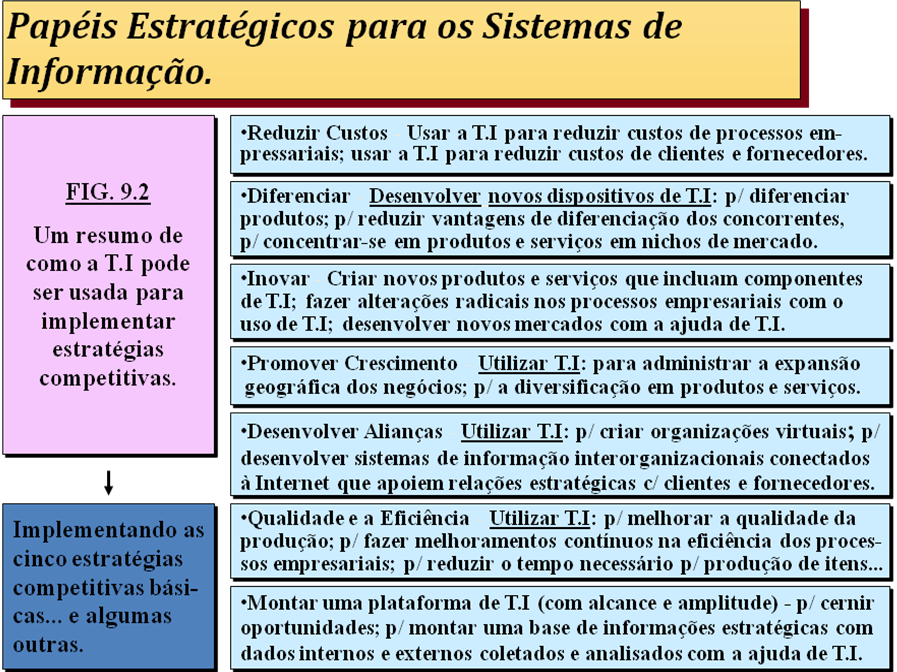 Papéis Estratégicos para os Sistemas de
Informação.
FIG. 9.2
Um resumo de
como a T.I pode
ser usada para
implementar
estratégias
competitivas.
Implementando as
cinco estratégias
competitivas bási-
cas... e algumas
outras.
•Reduzir Custos – Usar a T.I para reduzir custos de processos em-
pressariais; usar a T.I para reduzir custos de clientes e fornecedores.
•Diferenciar Desenvolver novos dispositivos de T.I: p/ diferenciar
produtos; p/ reduzir vantagens de diferenciação dos concorrentes,
p/ concentrar-se em produtos e serviços em nichos de mercado.
•Inovar Criar novos produtos e serviços que incluam componentes
de T.I; fazer alterações radicais nos processos empresariais com o
uso de T.I; desenvolver novos mercados com a ajuda de T.I.
•Promover Crescimento Utilizar T.I: para administrar a expansão
geográfica dos negócios; p/ a diversificação em produtos e serviços.
•Desenvolver Alianças Utilizar T.I: p/ criar organizações virtuais; p/
desenvolver sistemas de informação interorganizacionais conectados
à Internet que apoiem relações estratégicas c/ clientes e fornecedores.
•Qualidade e a Eficiência Utilizar T.I: p/ melhorar a qualidade da
produção; p/ fazer melhoramentos contínuos na eficiência dos proces-
sos empresariais; p/ reduzir o tempo necessário p/ produção de itens...
•Montar uma plataforma de T.I (com alcance e amplitude) - p/ cernir
oportunidades; p/ montar uma base de informações estratégicas com
dados internos e externos coletados e analisados com a ajuda de T.I.